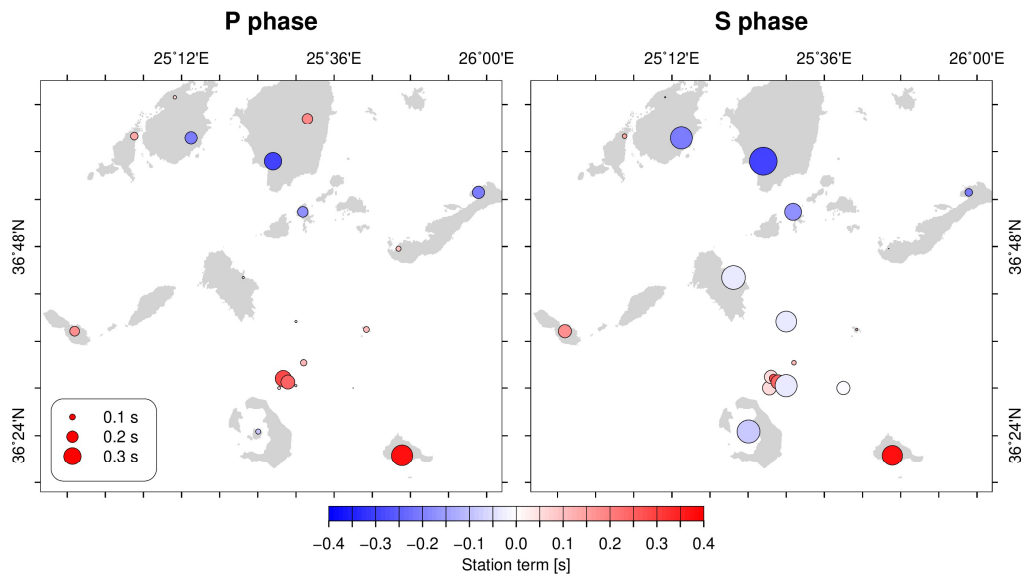 P phase
S phase
25°12'E 25°36'E 26°00'E
25°12'E 25°36'E 26°00'E
36°48'N
36°48'N
36°24'N
36°24'N
0.1 s
0.2 s
0.3 s
−0.4 −0.3 −0.2 −0.1 0.0 0.1 0.2 0.3 0.4
Station term [s]